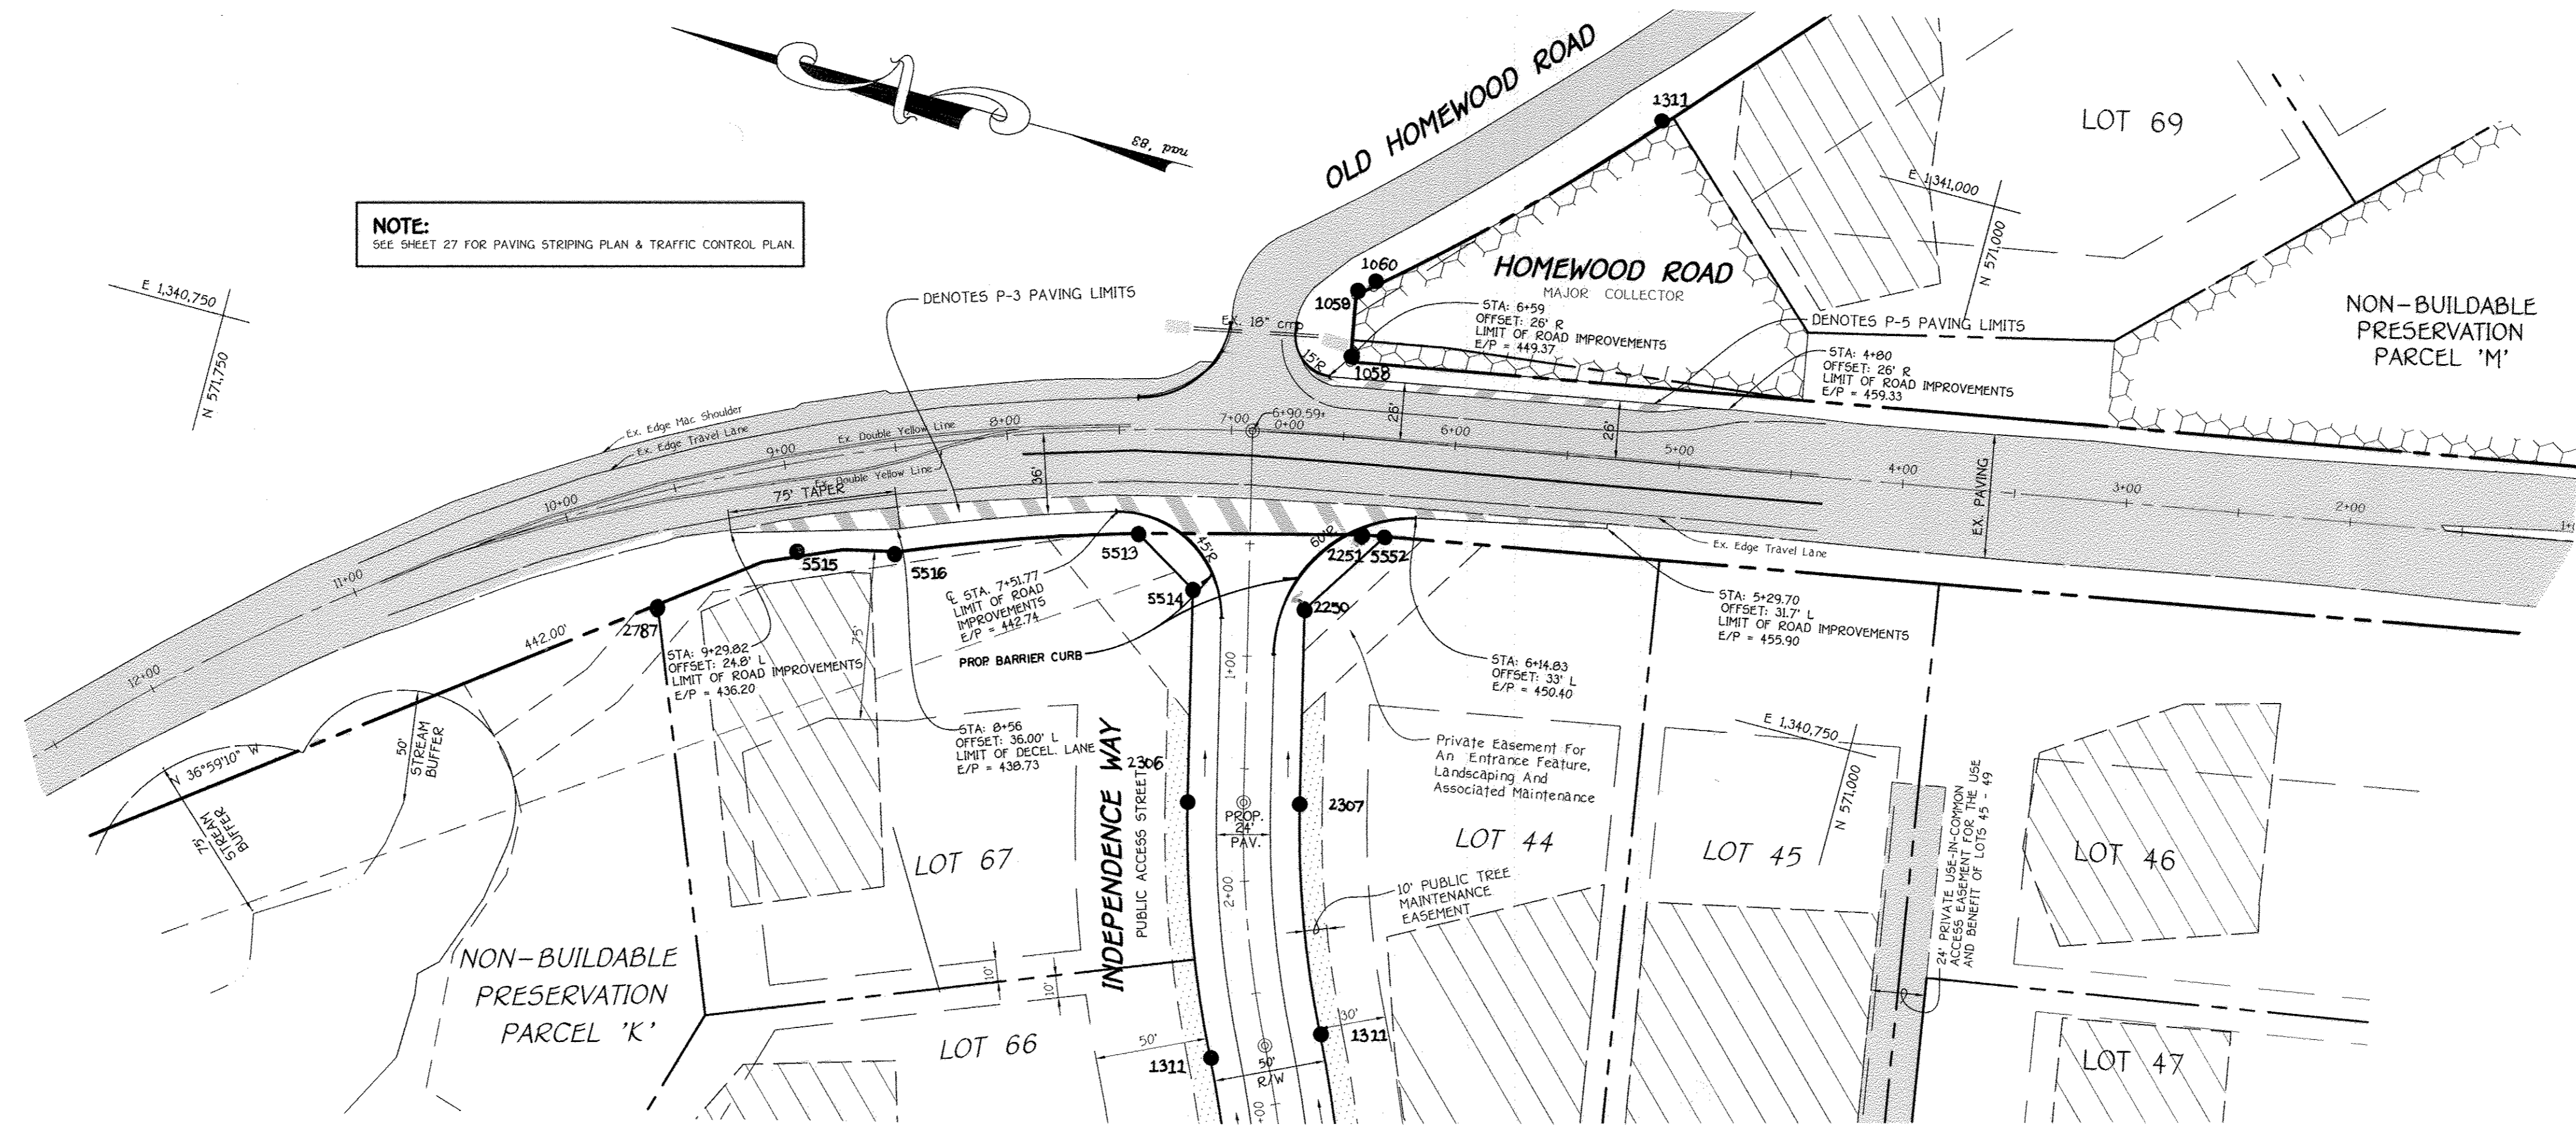 nad '83
NOTE:
SEE SHEET 27 FOR PAVING STRIPING PLAN & TRAFFIC CONTROL PLAN.
OLD HOMEWOOD ROAD
1311
LOT 69
E 1,341,000
N 571,000
E 1,340,750
N 571,750
DENOTES P-3 PAVING LIMITS
1060
1059
HOMEWOOD ROAD
MAJOR COLLECTOR
STA: 6+59
OFFSET: 26' R
LIMIT OF ROAD IMPROVEMENTS
E/P = 449.37
DENOTES P-5 PAVING LIMITS
NON-BUILDABLE
PRESERVATION
PARCEL 'M'
EX. 18" cmp
15'R
1058
STA: 4+80
OFFSET: 26' R
LIMIT OF ROAD IMPROVEMENTS
E/P = 459.33
Ex. Edge Mac Shoulder
Ex. Edge Travel Lane
Ex. Double Yellow Line
Ex. Double Yellow Line
75' TAPER
12+00
11+00
10+00
9+00
8+00
7+00
6+90.59+
0+00
6+00
5+00
4+00
3+00
2+00
36'
26'
26'
EX. PAVING
Ex. Edge Travel Lane
5515
5516
5513
5514
45'R
60'R
2251
5552
2250
2787
442.00'
℄ STA. 7+51.77
LIMIT OF ROAD
IMPROVEMENTS
E/P = 442.74
75'
PROP. BARRIER CURB
STA: 9+29.82
OFFSET: 24.8' L
LIMIT OF ROAD IMPROVEMENTS
E/P = 436.20
STA: 5+29.70
OFFSET: 31.7' L
LIMIT OF ROAD IMPROVEMENTS
E/P = 455.90
STA: 6+14.83
OFFSET: 33' L
E/P = 450.40
STA: 8+56
OFFSET: 36.00' L
LIMIT OF DECEL. LANE
E/P = 438.73
N 36°59'10" W
50'
STREAM
BUFFER
75'
STREAM
BUFFER
1+00
INDEPENDENCE WAY
PUBLIC ACCESS STREET
2306
2307
PROP.
24'
PAV.
2+00
Private Easement For
An Entrance Feature,
Landscaping And
Associated Maintenance
E 1,340,750
N 571,000
LOT 67
LOT 44
LOT 45
LOT 46
24' PRIVATE USE-IN-COMMON
ACCESS EASEMENT FOR THE USE
AND BENEFIT OF LOTS 45 - 49
10' PUBLIC TREE
MAINTENANCE
EASEMENT
NON-BUILDABLE
PRESERVATION
PARCEL 'K'
10'
10'
LOT 66
50'
1311
50'
R/W
30'
1311
LOT 47